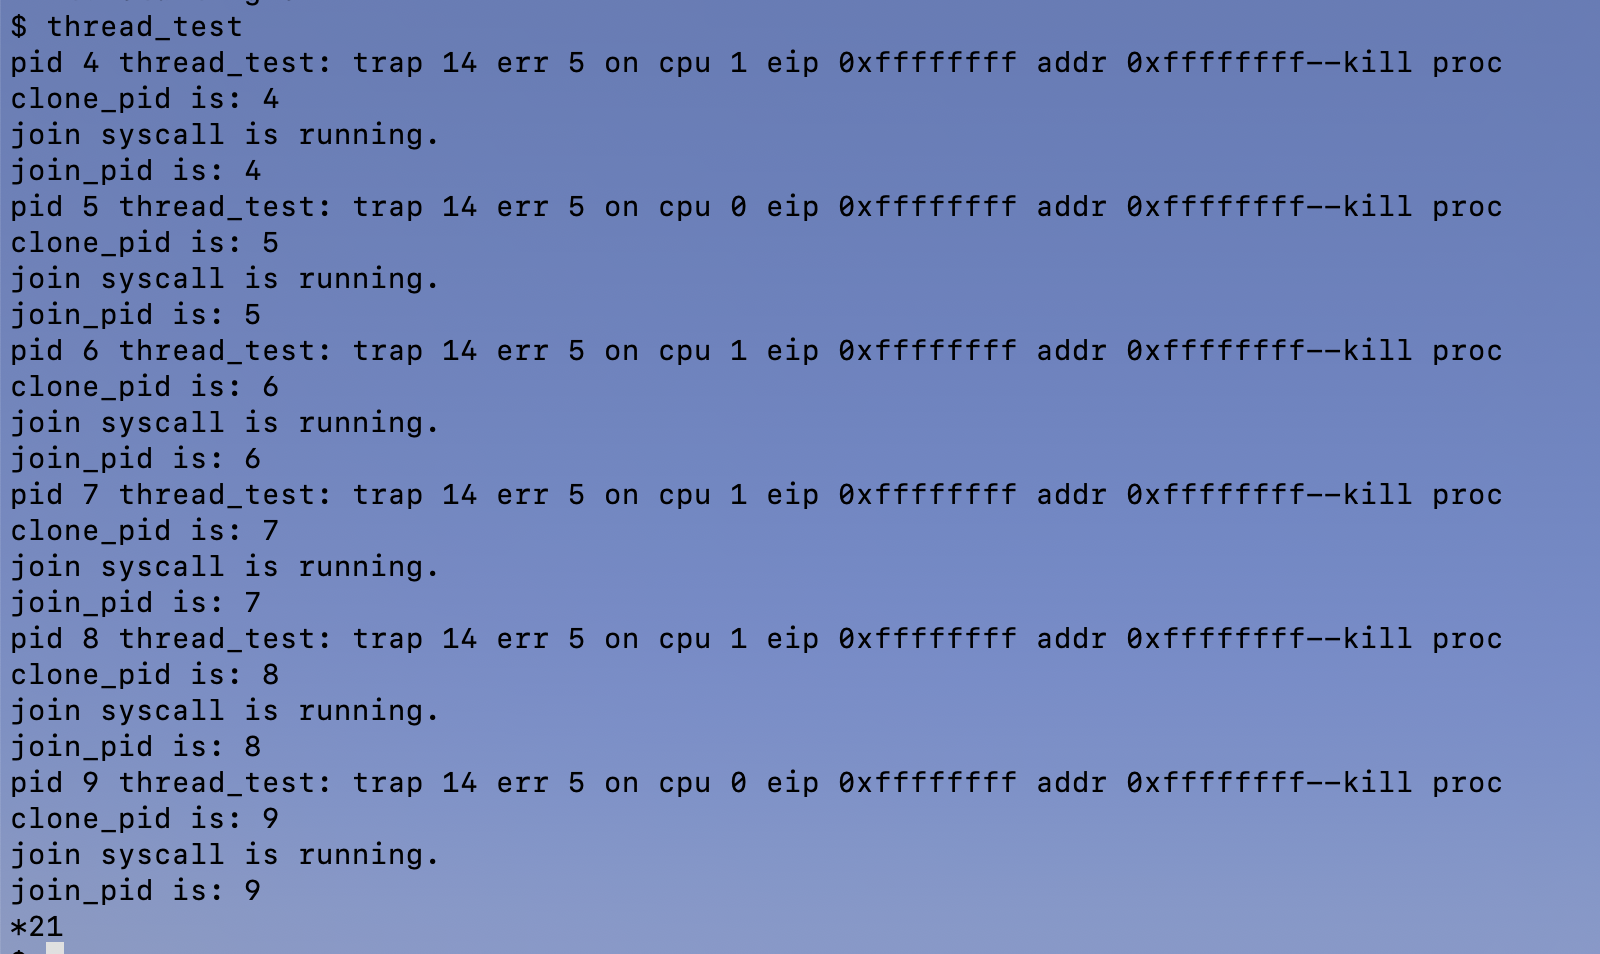 $ thread_test
pid 4 thread_test: trap 14 err 5 on cpu 1 eip 0xffffffff addr 0xffffffff--kill proc
clone_pid is: 4
join syscall is running.
join_pid is: 4
pid 5 thread_test: trap 14 err 5 on cpu 0 eip 0xffffffff addr 0xffffffff--kill proc
clone_pid is: 5
join syscall is running.
join_pid is: 5
pid 6 thread_test: trap 14 err 5 on cpu 1 eip 0xffffffff addr 0xffffffff--kill proc
clone_pid is: 6
join syscall is running.
join_pid is: 6
pid 7 thread_test: trap 14 err 5 on cpu 1 eip 0xffffffff addr 0xffffffff--kill proc
clone_pid is: 7
join syscall is running.
join_pid is: 7
pid 8 thread_test: trap 14 err 5 on cpu 1 eip 0xffffffff addr 0xffffffff--kill proc
clone_pid is: 8
join syscall is running.
join_pid is: 8
pid 9 thread_test: trap 14 err 5 on cpu 0 eip 0xffffffff addr 0xffffffff--kill proc
clone_pid is: 9
join syscall is running.
join_pid is: 9
*21